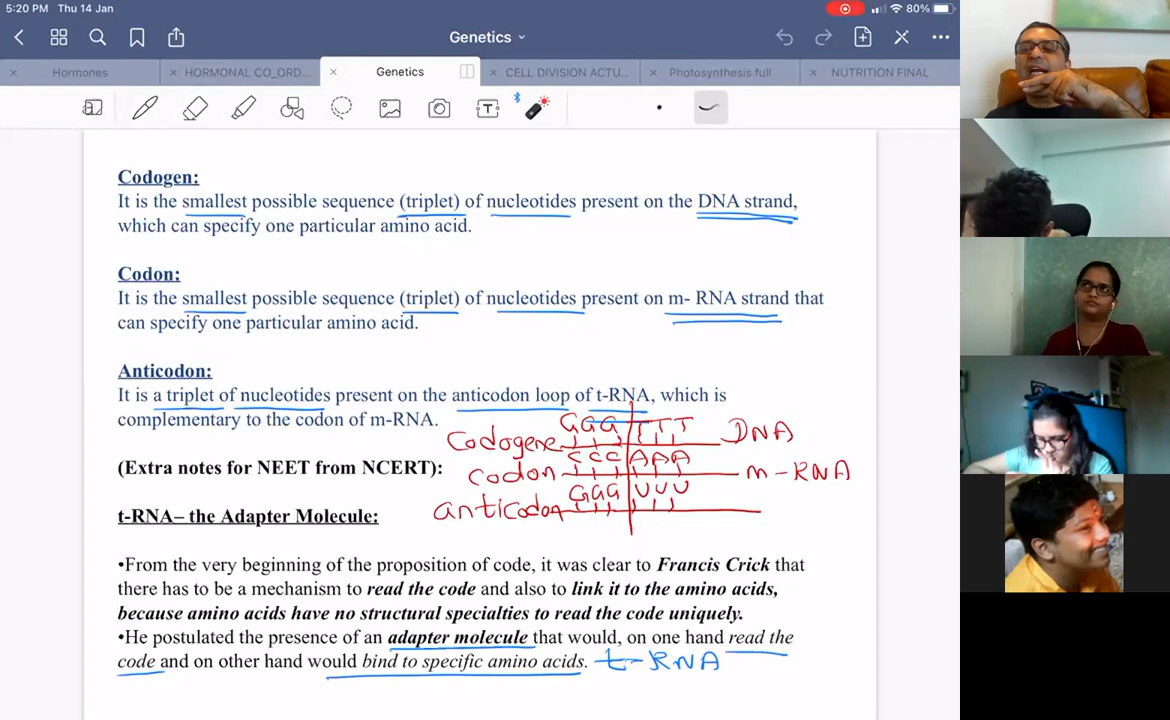 5:20 PM Thu 14 Jan
80%
Genetics
Hormones
HORMONAL CO_ORD...
Genetics
CELL DIVISION ACTU...
Photosynthesis full
NUTRITION FINAL
Codogen:
It is the smallest possible sequence (triplet) of nucleotides present on the DNA strand,
which can specify one particular amino acid.
Codon:
It is the smallest possible sequence (triplet) of nucleotides present on m- RNA strand that
can specify one particular amino acid.
Anticodon:
It is a triplet of nucleotides present on the anticodon loop of t-RNA, which is
complementary to the codon of m-RNA.
Codogene GGG TTT DNA
codon CCC AAA m-RNA
anticodon GGG UUU
(Extra notes for NEET from NCERT):
t-RNA– the Adapter Molecule:
•From the very beginning of the proposition of code, it was clear to Francis Crick that
there has to be a mechanism to read the code and also to link it to the amino acids,
because amino acids have no structural specialties to read the code uniquely.
•He postulated the presence of an adapter molecule that would, on one hand read the
code and on other hand would bind to specific amino acids. t-RNA